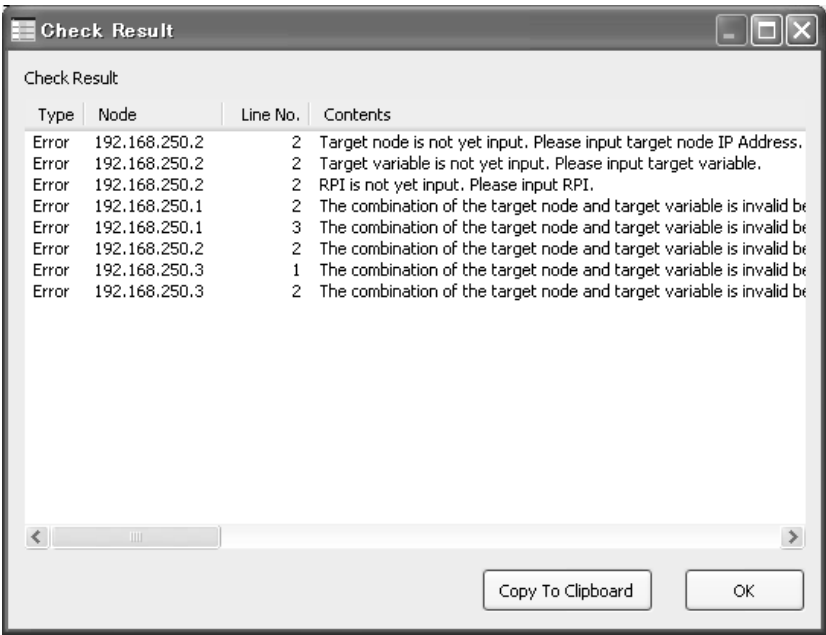 Check Result
Check Result
Type Node Line No. Contents
Error 192.168.250.2 2 Target node is not yet input. Please input target node IP Address.
Error 192.168.250.2 2 Target variable is not yet input. Please input target variable.
Error 192.168.250.2 2 RPI is not yet input. Please input RPI.
Error 192.168.250.1 2 The combination of the target node and target variable is invalid
Error 192.168.250.1 3 The combination of the target node and target variable is invalid
Error 192.168.250.2 2 The combination of the target node and target variable is invalid
Error 192.168.250.3 1 The combination of the target node and target variable is invalid
Error 192.168.250.3 2 The combination of the target node and target variable is invalid
Copy To Clipboard OK